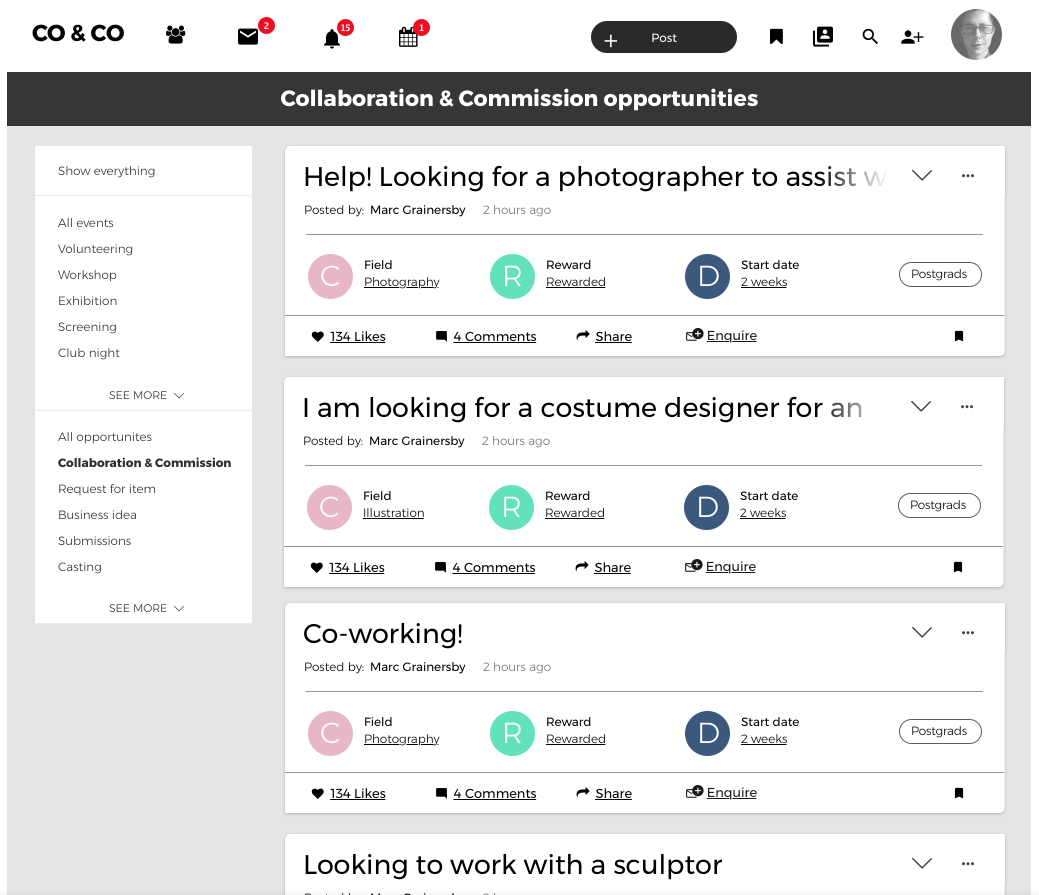 CO & CO
2
15
1
Post
Collaboration & Commission opportunities
Show everything
All events
Volunteering
Workshop
Exhibition
Screening
Club night
SEE MORE
All opportunites
Collaboration & Commission
Request for item
Business idea
Submissions
Casting
SEE MORE
Help! Looking for a photographer to assist w
Posted by: Marc Grainersby 2 hours ago
C Field Photography R Reward Rewarded D Start date 2 weeks Postgrads
134 Likes 4 Comments Share Enquire
I am looking for a costume designer for an
Posted by: Marc Grainersby 2 hours ago
C Field Illustration R Reward Rewarded D Start date 2 weeks Postgrads
134 Likes 4 Comments Share Enquire
Co-working!
Posted by: Marc Grainersby 2 hours ago
C Field Photography R Reward Rewarded D Start date 2 weeks Postgrads
134 Likes 4 Comments Share Enquire
Looking to work with a sculptor